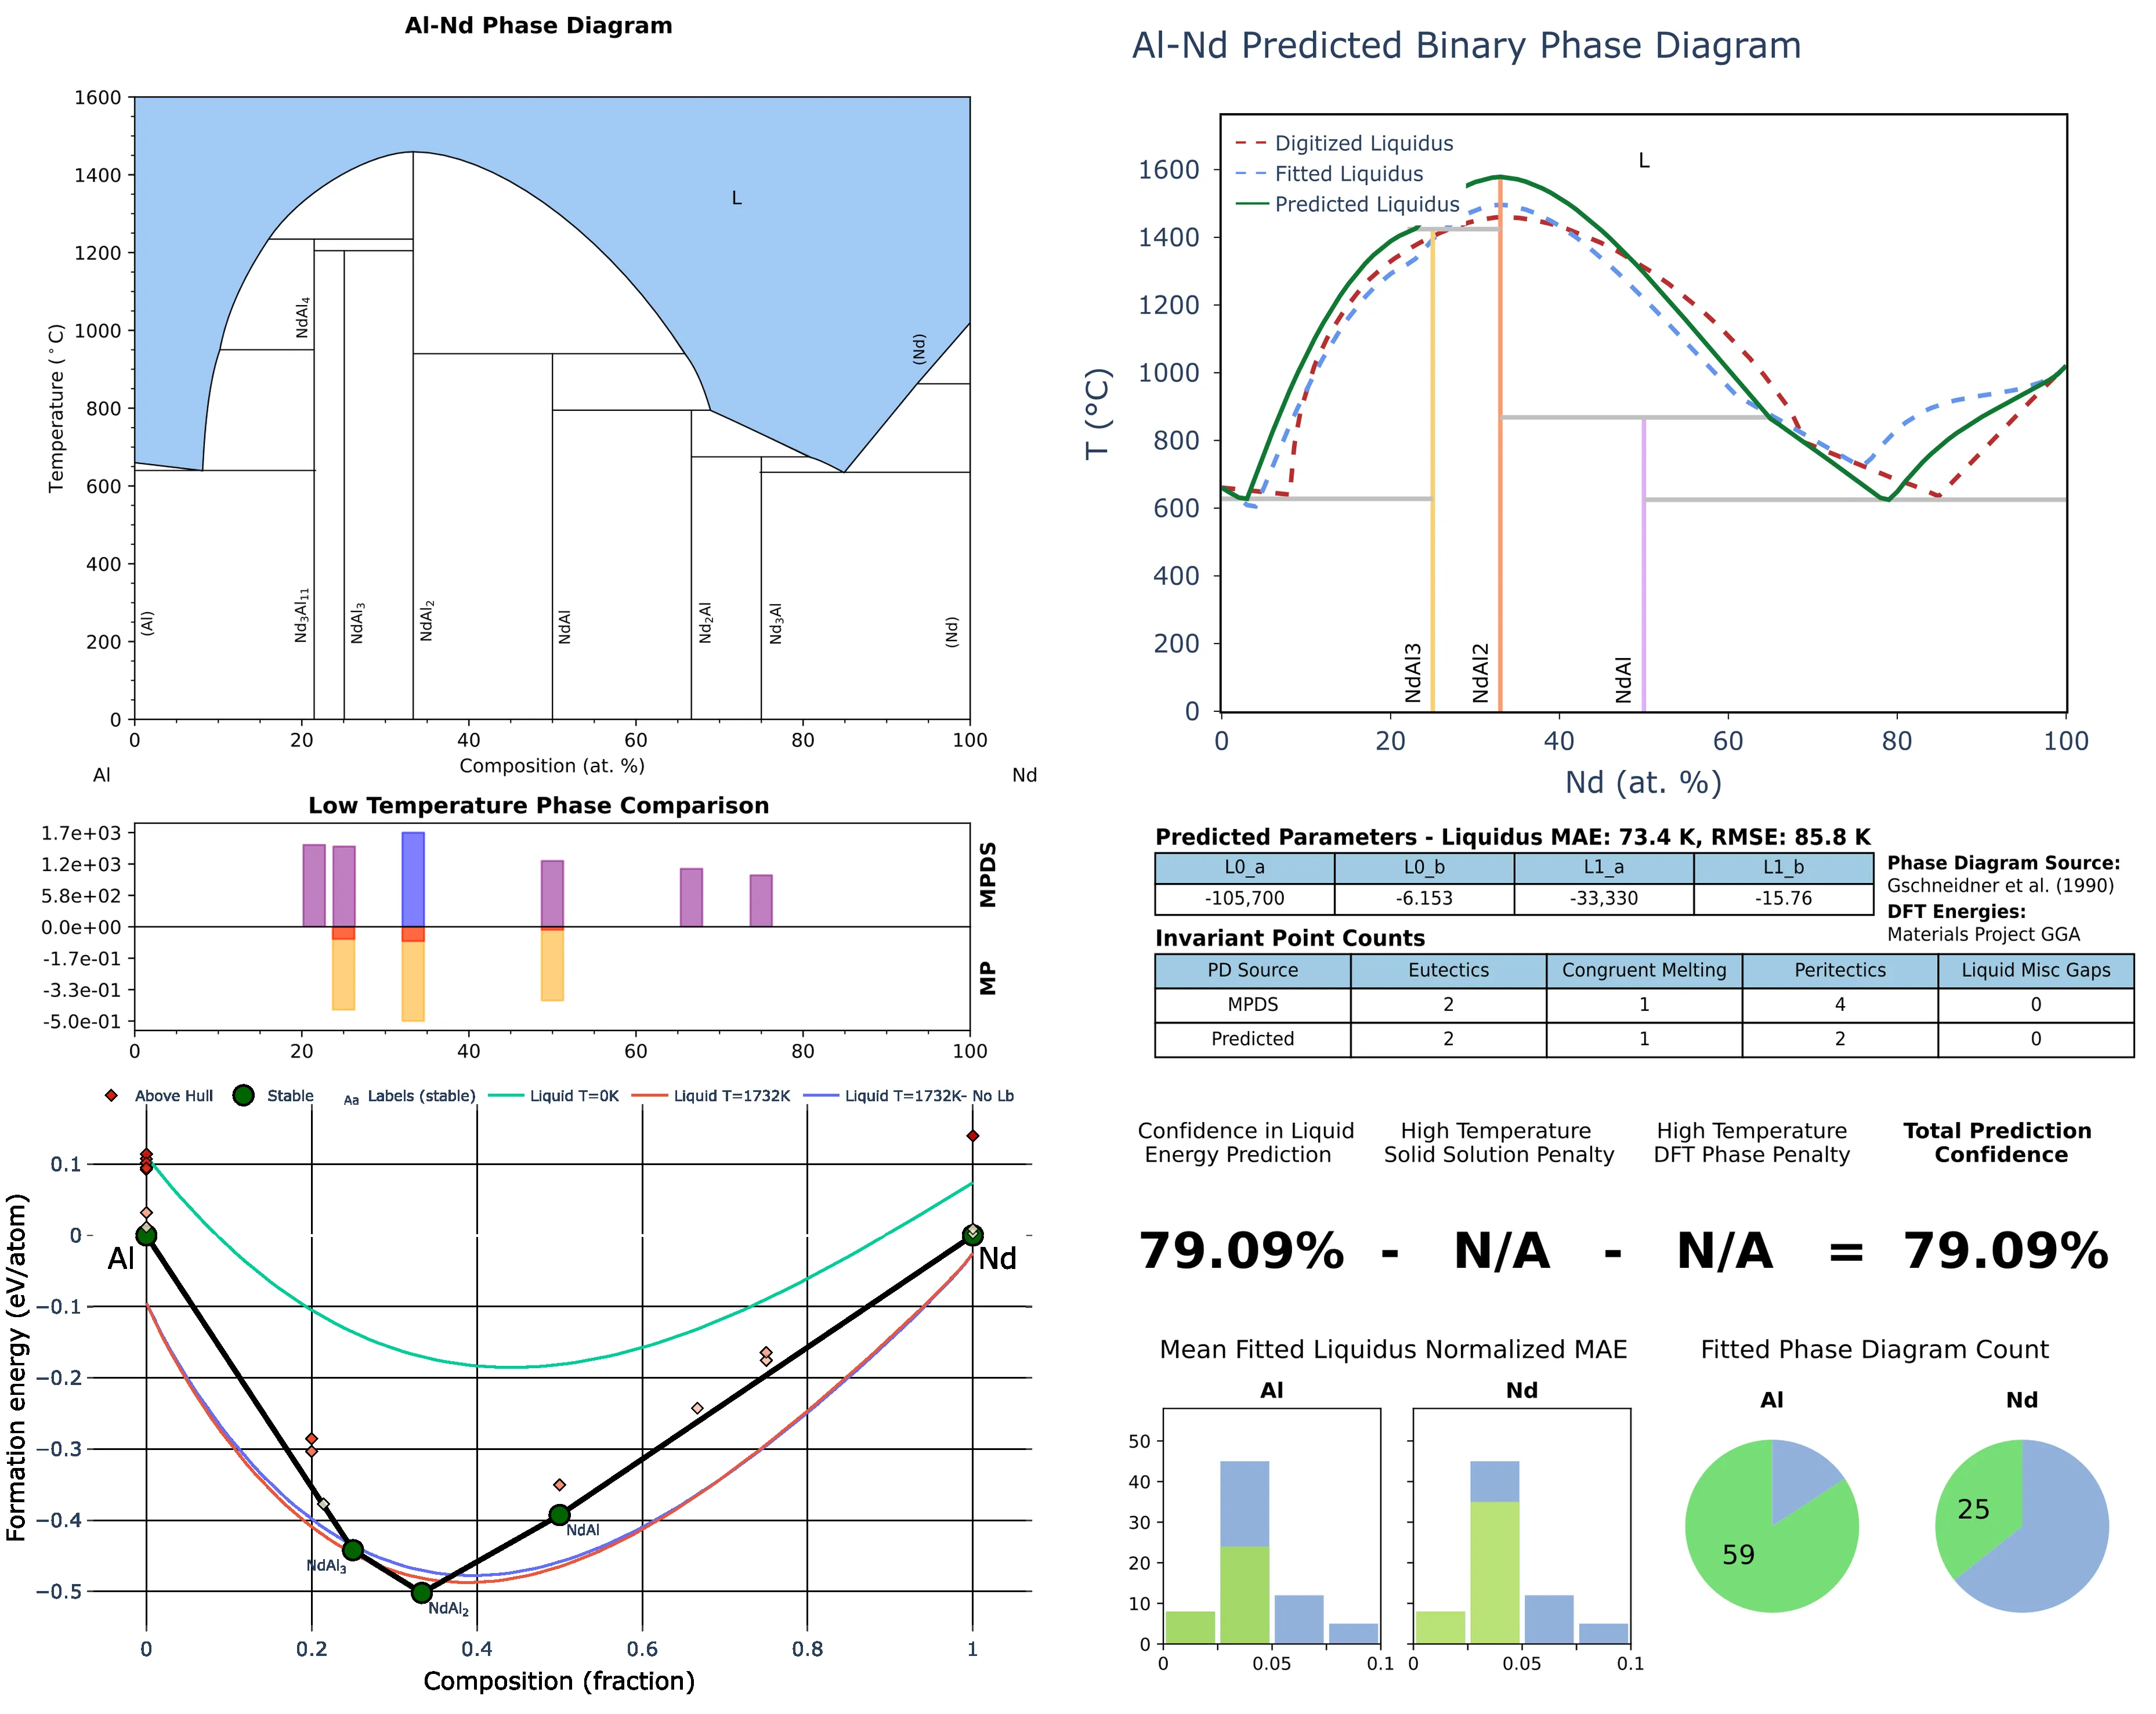 Al-Nd Phase Diagram
1600
1400
1200
1000
800
600
400
200
0
Temperature (°C)
L
(Nd)
NdAl4
Nd3Al11
NdAl3
NdAl2
NdAl
Nd2Al
Nd3Al
(Al)
(Nd)
0 20 40 60 80 100
Composition (at. %)
Al Nd
Al-Nd Predicted Binary Phase Diagram
Digitized Liquidus
Fitted Liquidus
Predicted Liquidus
L
1600
1400
1200
1000
800
600
400
200
0
T (°C)
NdAl3
NdAl2
NdAl
0 20 40 60 80 100
Nd (at. %)
Low Temperature Phase Comparison
1.7e+03
1.2e+03
5.8e+02
0.0e+00
-1.7e-01
-3.3e-01
-5.0e-01
MPDS
MP
0 20 40 60 80 100
Predicted Parameters - Liquidus MAE: 73.4 K, RMSE: 85.8 K
L0_a L0_b L1_a L1_b
-105,700 -6.153 -33,330 -15.76
Phase Diagram Source:
Gschneidner et al. (1990)
DFT Energies:
Materials Project GGA
Invariant Point Counts
PD Source Eutectics Congruent Melting Peritectics Liquid Misc Gaps
MPDS 2 1 4 0
Predicted 2 1 2 0
Above Hull Stable Aa Labels (stable) Liquid T=0K Liquid T=1732K Liquid T=1732K- No Lb
0.1
0
−0.1
−0.2
−0.3
−0.4
−0.5
Formation energy (eV/atom)
Al
Nd
NdAl
NdAl3
NdAl2
0 0.2 0.4 0.6 0.8 1
Composition (fraction)
Confidence in Liquid
Energy Prediction
High Temperature
Solid Solution Penalty
High Temperature
DFT Phase Penalty
Total Prediction
Confidence
79.09% - N/A - N/A = 79.09%
Mean Fitted Liquidus Normalized MAE
Al
Nd
50
40
30
20
10
0
0 0.05 0.1
0 0.05 0.1
Fitted Phase Diagram Count
Al
Nd
59
25